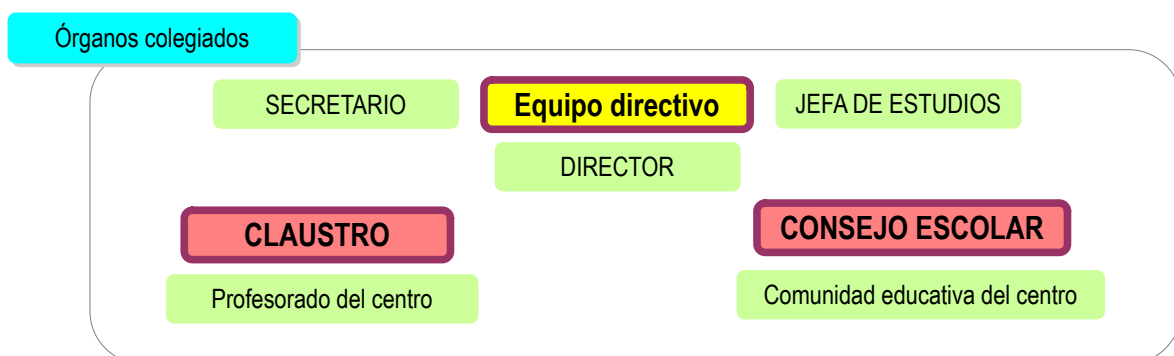 Órganos colegiados
SECRETARIO
Equipo directivo
JEFA DE ESTUDIOS
DIRECTOR
CLAUSTRO
CONSEJO ESCOLAR
Profesorado del centro
Comunidad educativa del centro